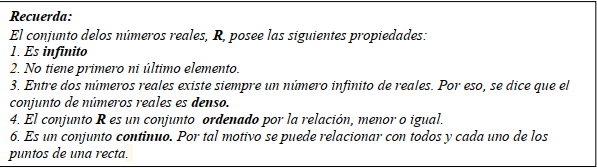 Recuerda:
El conjunto delos números reales, R, posee las siguientes propiedades:
1. Es infinito
2. No tiene primero ni último elemento.
3. Entre dos números reales existe siempre un número infinito de reales. Por eso, se dice que el
conjunto de números reales es denso.
4. El conjunto R es un conjunto ordenado por la relación, menor o igual.
6. Es un conjunto continuo. Por tal motivo se puede relacionar con todos y cada uno de los
puntos de una recta.